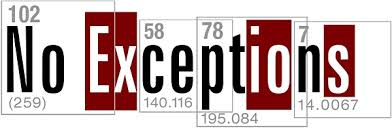 102 58 78 7
No Exceptions
(259) 140.116 195.084 14.0067